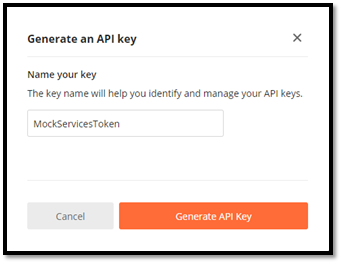 Generate an API key
Name your key
The key name will help you identify and manage your API keys.
MockServicesToken
Cancel
Generate API Key